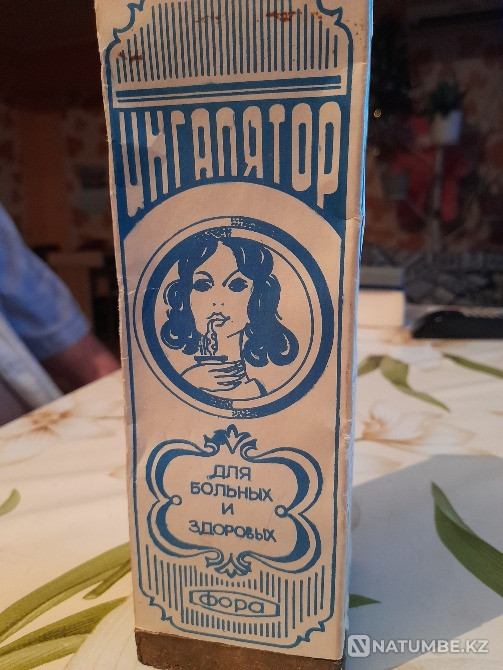 ИНГАЛЯТОР
ДЛЯ
БОЛЬНЫХ
И
ЗДОРОВЫХ
фора
NATUMBE.KZ